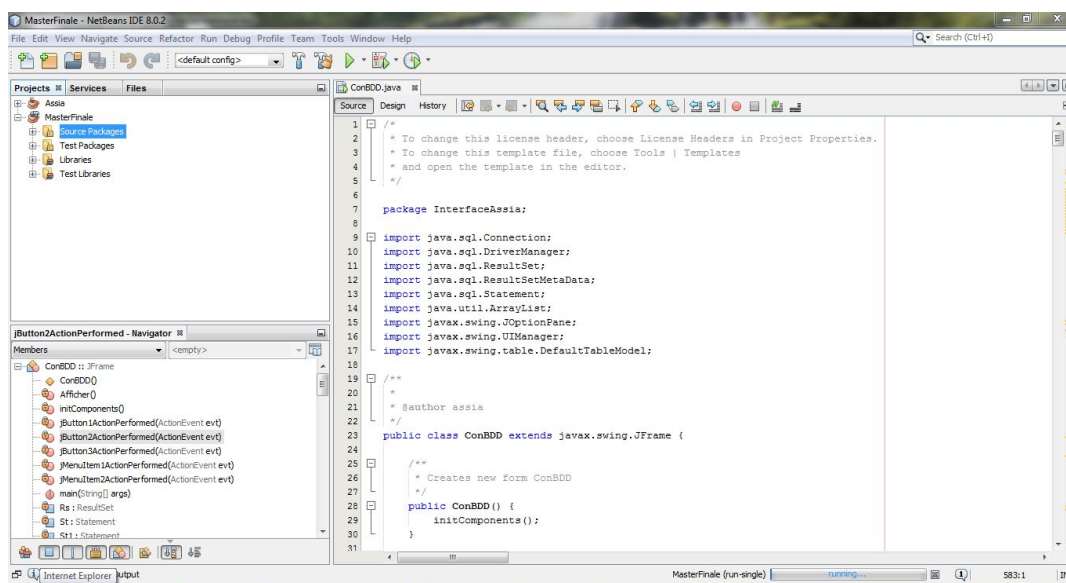 MasterFinale - NetBeans IDE 8.0.2
File Edit View Navigate Source Refactor Run Debug Profile Team Tools Window Help
Search (Ctrl+I)
<default config>
Projects Services Files
Assia
MasterFinale
Source Packages
Test Packages
Libraries
Test Libraries
jButton2ActionPerformed - Navigator
Members <empty>
ConBDD :: JFrame
ConBDD()
Afficher()
initComponents()
jButton1ActionPerformed(ActionEvent evt)
jButton2ActionPerformed(ActionEvent evt)
jButton3ActionPerformed(ActionEvent evt)
jMenuItem1ActionPerformed(ActionEvent evt)
jMenuItem2ActionPerformed(ActionEvent evt)
main(String[] args)
Rs : ResultSet
St : Statement
St1 : Statement
ConBDD.java
Source Design History
1 /*
2 * To change this license header, choose License Headers in Project Properties.
3 * To change this template file, choose Tools | Templates
4 * and open the template in the editor.
5 */
6
7 package InterfaceAssia;
8
9 import java.sql.Connection;
10 import java.sql.DriverManager;
11 import java.sql.ResultSet;
12 import java.sql.ResultSetMetaData;
13 import java.sql.Statement;
14 import java.util.ArrayList;
15 import javax.swing.JOptionPane;
16 import javax.swing.UIManager;
17 import javax.swing.table.DefaultTableModel;
18
19 /**
20 *
21 * @author assia
22 */
23 public class ConBDD extends javax.swing.JFrame {
24
25 /**
26 * Creates new form ConBDD
27 */
28 public ConBDD() {
29 initComponents();
30 }
31
Internet Explorer
MasterFinale (run-single) running... 1 583:1